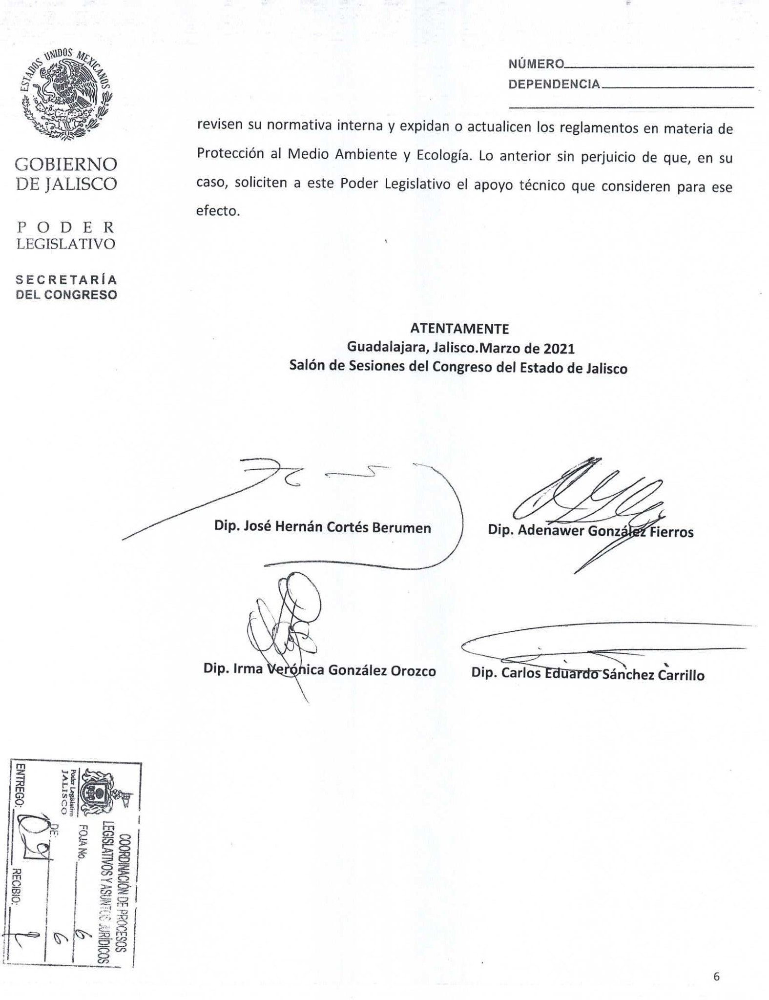 ESTADOS UNIDOS MEXICANOS
GOBIERNO
DE JALISCO
PODER
LEGISLATIVO
SECRETARÍA
DEL CONGRESO
NÚMERO
DEPENDENCIA
revisen su normativa interna y expidan o actualicen los reglamentos en materia de
Protección al Medio Ambiente y Ecología. Lo anterior sin perjuicio de que, en su
caso, soliciten a este Poder Legislativo el apoyo técnico que consideren para ese
efecto.
ATENTAMENTE
Guadalajara, Jalisco.Marzo de 2021
Salón de Sesiones del Congreso del Estado de Jalisco
Dip. José Hernán Cortés Berumen
Dip. Adenawer González Fierros
Dip. Irma Verónica González Orozco
Dip. Carlos Eduardo Sánchez Carrillo
COORDINACIÓN DE PROCESOS
LEGISLATIVOS Y ASUNTOS JURÍDICOS
Poder Legislativo
JALISCO
FOJA No. 6
DE: 6
ENTREGO:
RECIBIO:
6